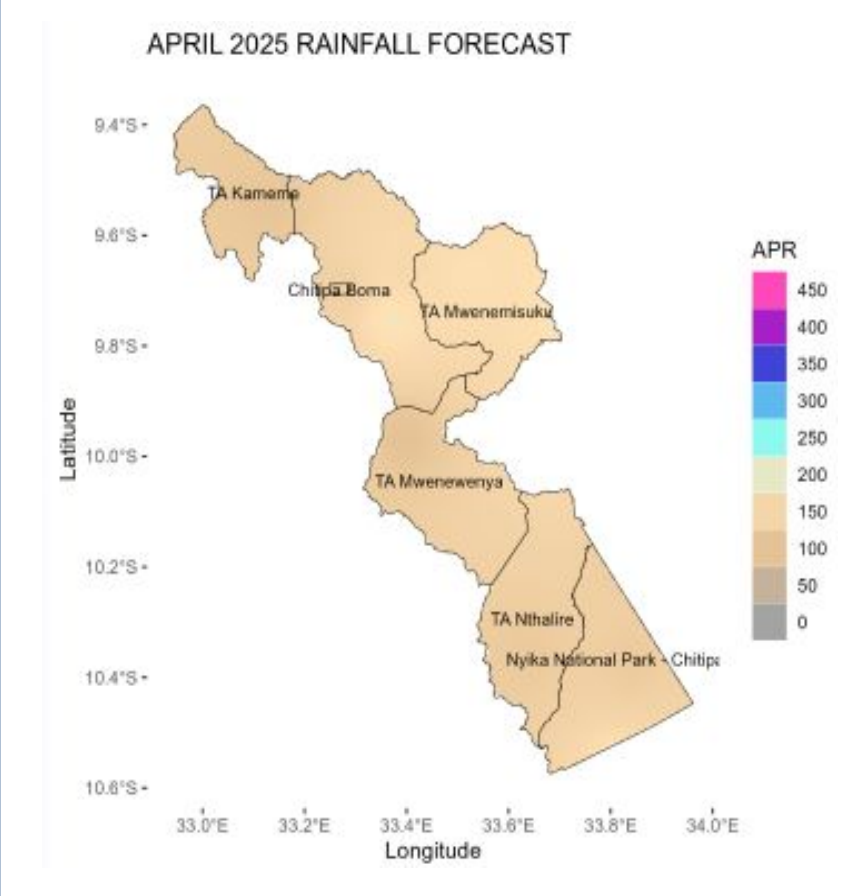 APRIL 2025 RAINFALL FORECAST
9.4°S
9.6°S
9.8°S
10.0°S
10.2°S
10.4°S
10.6°S
Latitude
TA Kameme
Chitipa Boma
TA Mwenemisuku
TA Mwenewenya
TA Nthalire
Nyika National Park - Chitipa
33.0°E 33.2°E 33.4°E 33.6°E 33.8°E 34.0°E
Longitude
APR
450
400
350
300
250
200
150
100
50
0